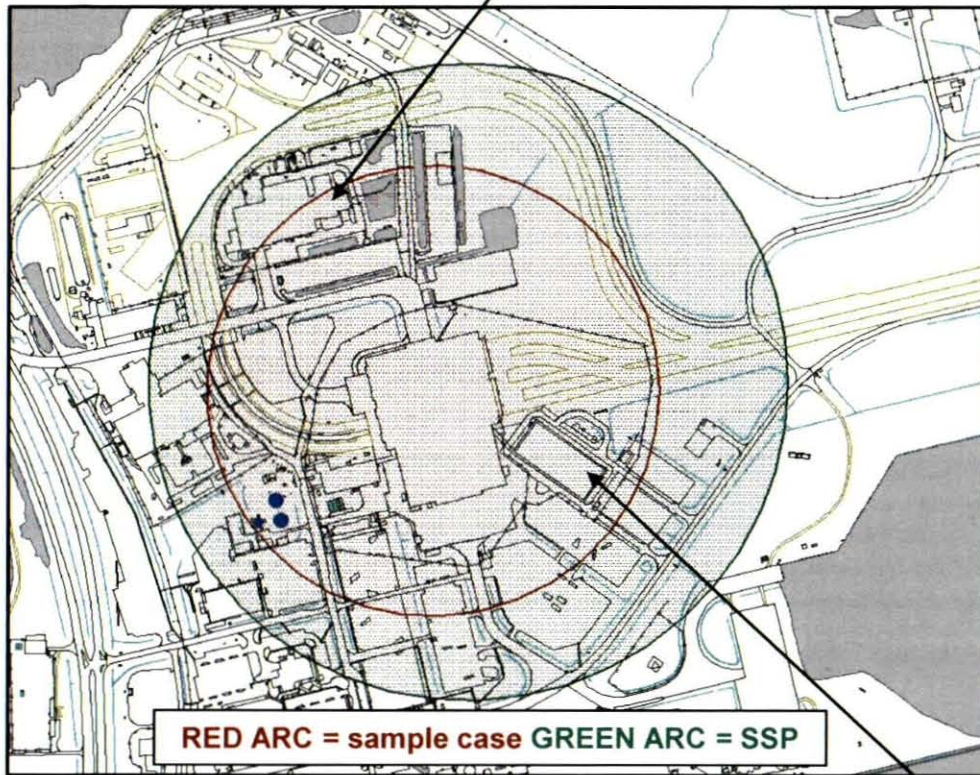 RED ARC = sample case GREEN ARC = SSP